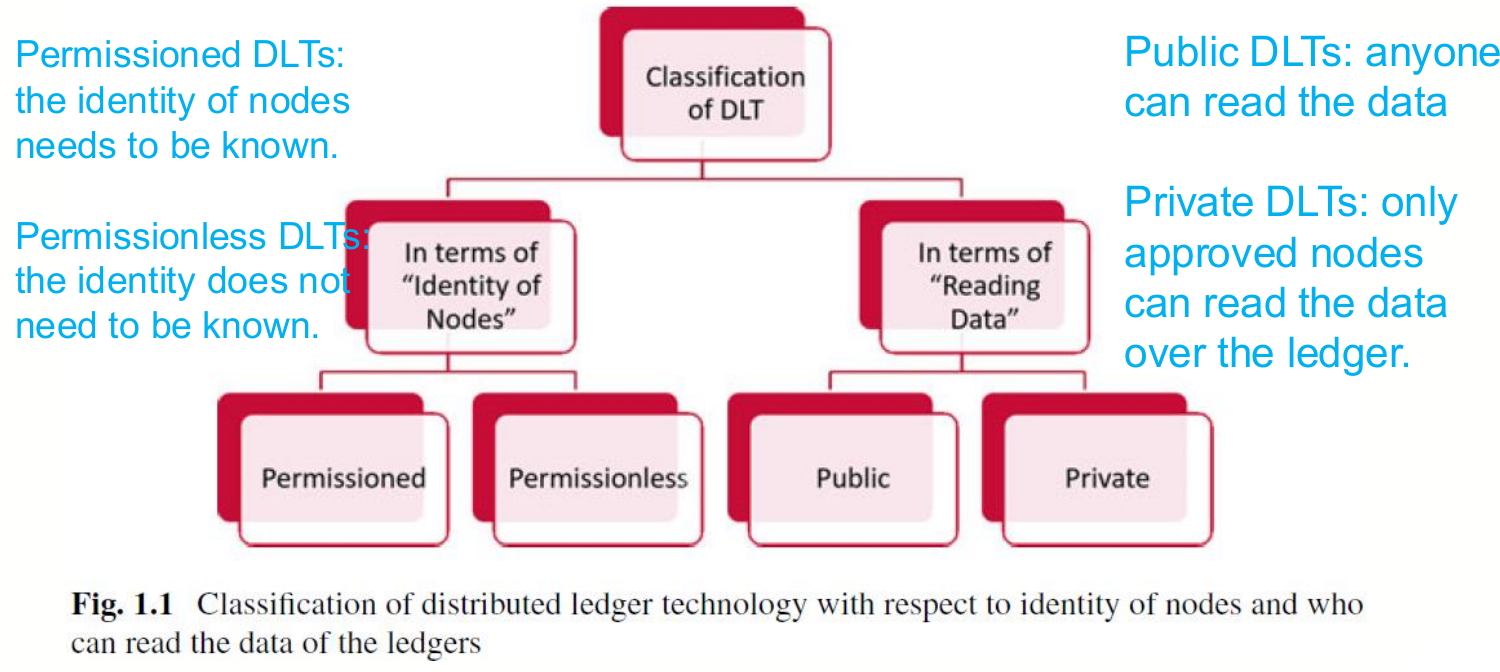 Permissioned DLTs:
the identity of nodes
needs to be known.
Permissionless DLTs:
the identity does not
need to be known.
Classification
of DLT
Public DLTs: anyone
can read the data
Private DLTs: only
approved nodes
can read the data
over the ledger.
In terms of
“Identity of
Nodes”
In terms of
“Reading
Data”
Permissioned
Permissionless
Public
Private
Fig. 1.1 Classification of distributed ledger technology with respect to identity of nodes and who
can read the data of the ledgers